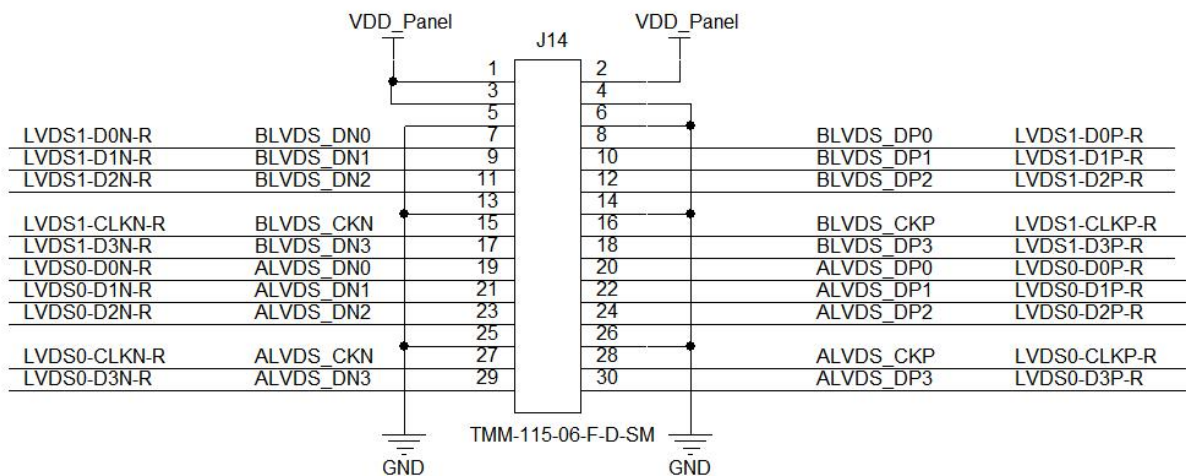 VDD_Panel VDD_Panel
J14
1 2
3 4
5 6
LVDS1-D0N-R BLVDS_DN0 7 8 BLVDS_DP0 LVDS1-D0P-R
LVDS1-D1N-R BLVDS_DN1 9 10 BLVDS_DP1 LVDS1-D1P-R
LVDS1-D2N-R BLVDS_DN2 11 12 BLVDS_DP2 LVDS1-D2P-R
13 14
LVDS1-CLKN-R BLVDS_CKN 15 16 BLVDS_CKP LVDS1-CLKP-R
LVDS1-D3N-R BLVDS_DN3 17 18 BLVDS_DP3 LVDS1-D3P-R
LVDS0-D0N-R ALVDS_DN0 19 20 ALVDS_DP0 LVDS0-D0P-R
LVDS0-D1N-R ALVDS_DN1 21 22 ALVDS_DP1 LVDS0-D1P-R
LVDS0-D2N-R ALVDS_DN2 23 24 ALVDS_DP2 LVDS0-D2P-R
25 26
LVDS0-CLKN-R ALVDS_CKN 27 28 ALVDS_CKP LVDS0-CLKP-R
LVDS0-D3N-R ALVDS_DN3 29 30 ALVDS_DP3 LVDS0-D3P-R
TMM-115-06-F-D-SM
GND GND